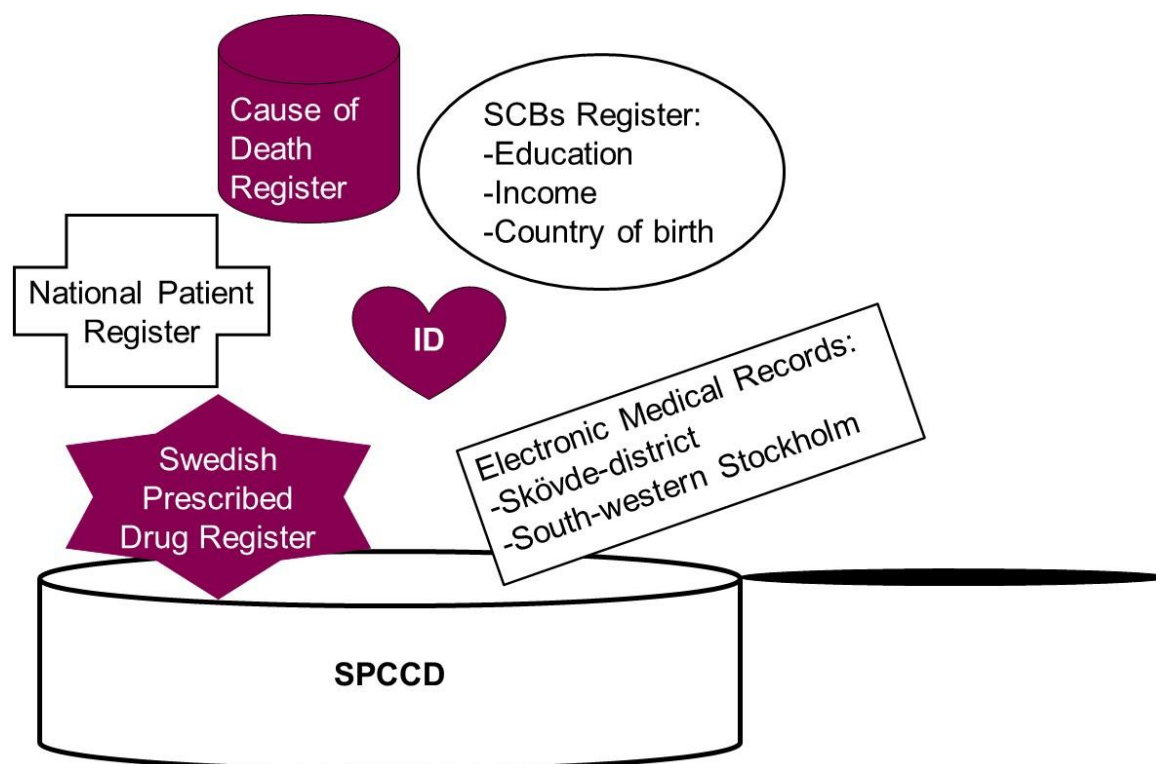 Cause of
Death
Register
SCBs Register:
-Education
-Income
-Country of birth
National Patient
Register
ID
Electronic Medical Records:
-Skövde-district
-South-western Stockholm
Swedish
Prescribed
Drug Register
SPCCD